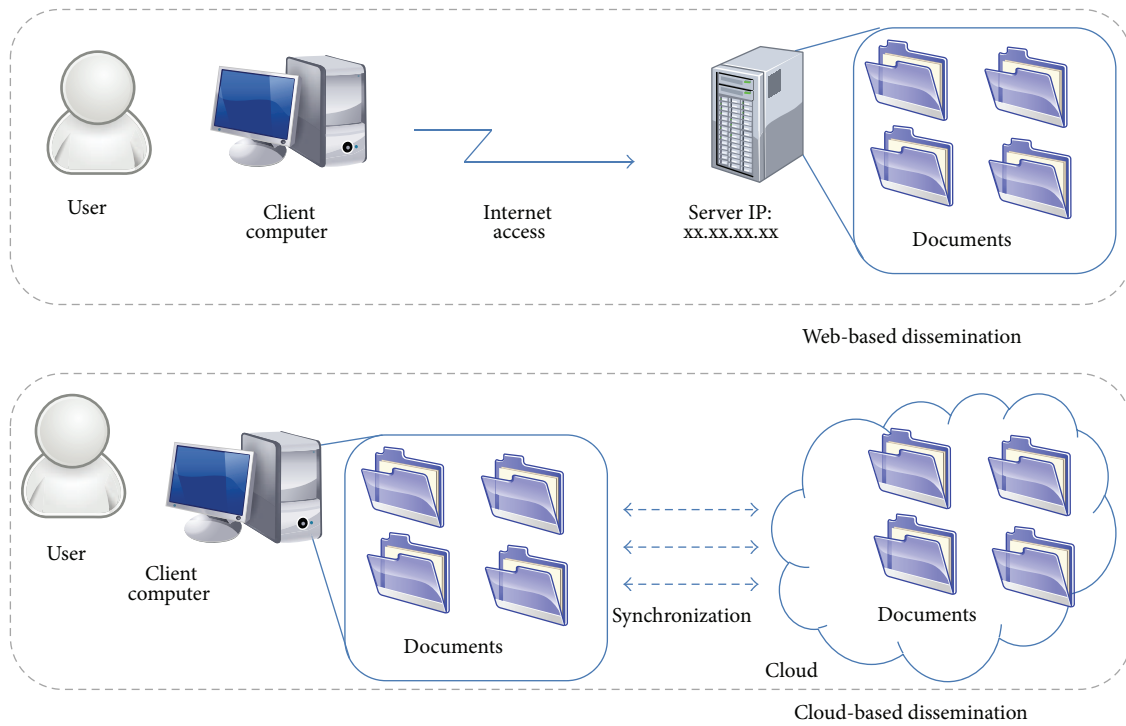 User
Client
computer
Internet
access
Server IP:
xx.xx.xx.xx
Documents
Web-based dissemination
User
Client
computer
Documents
Synchronization
Documents
Cloud
Cloud-based dissemination